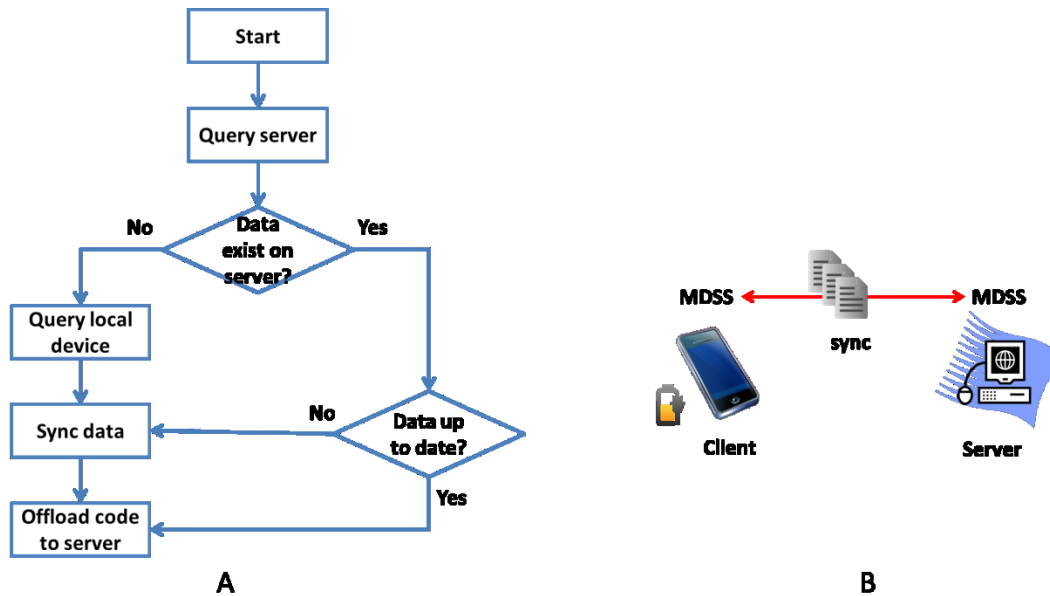 Start
Query server
No
Data
exist on
server?
Yes
Query local
device
Sync data
No
Data up
to date?
Yes
Offload code
to server
A
MDSS
MDSS
sync
Client
Server
B